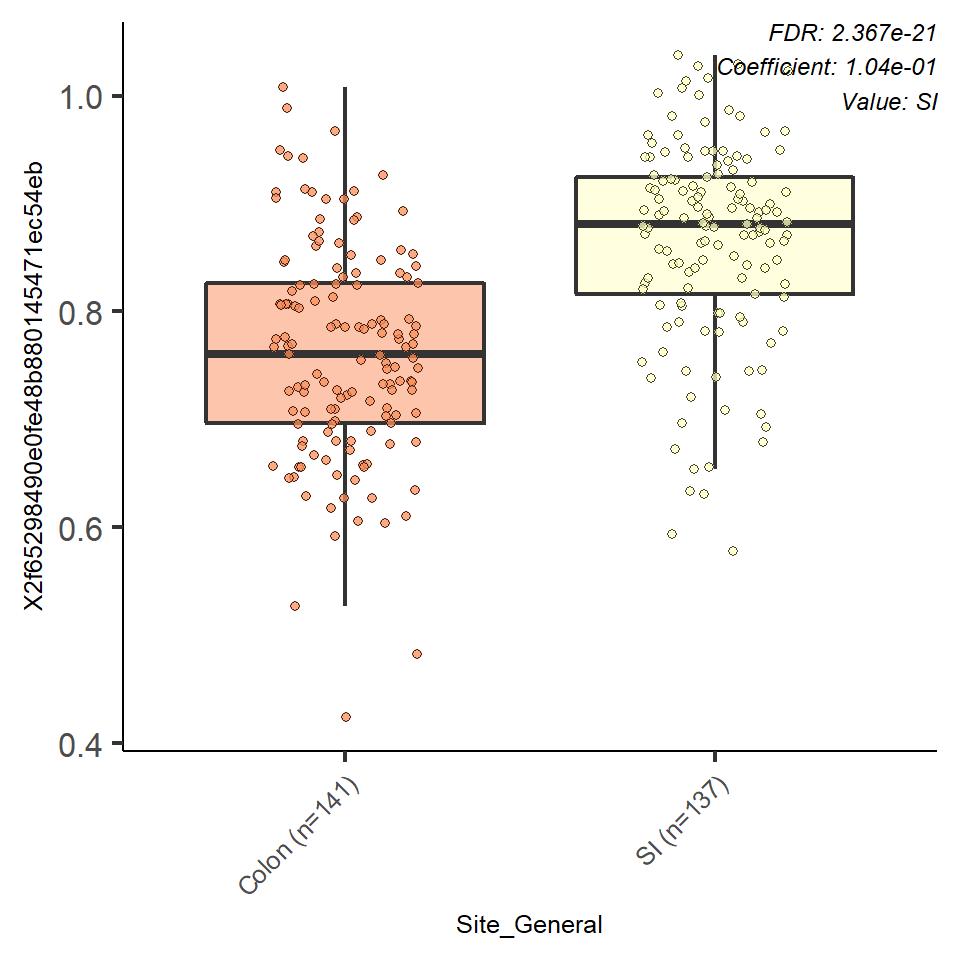 FDR: 2.367e-21
Coefficient: 1.04e-01
Value: SI
1.0
0.8
0.6
0.4
X2f65298490e0fe48b880145471ec54eb
Colon (n=141)
SI (n=137)
Site_General